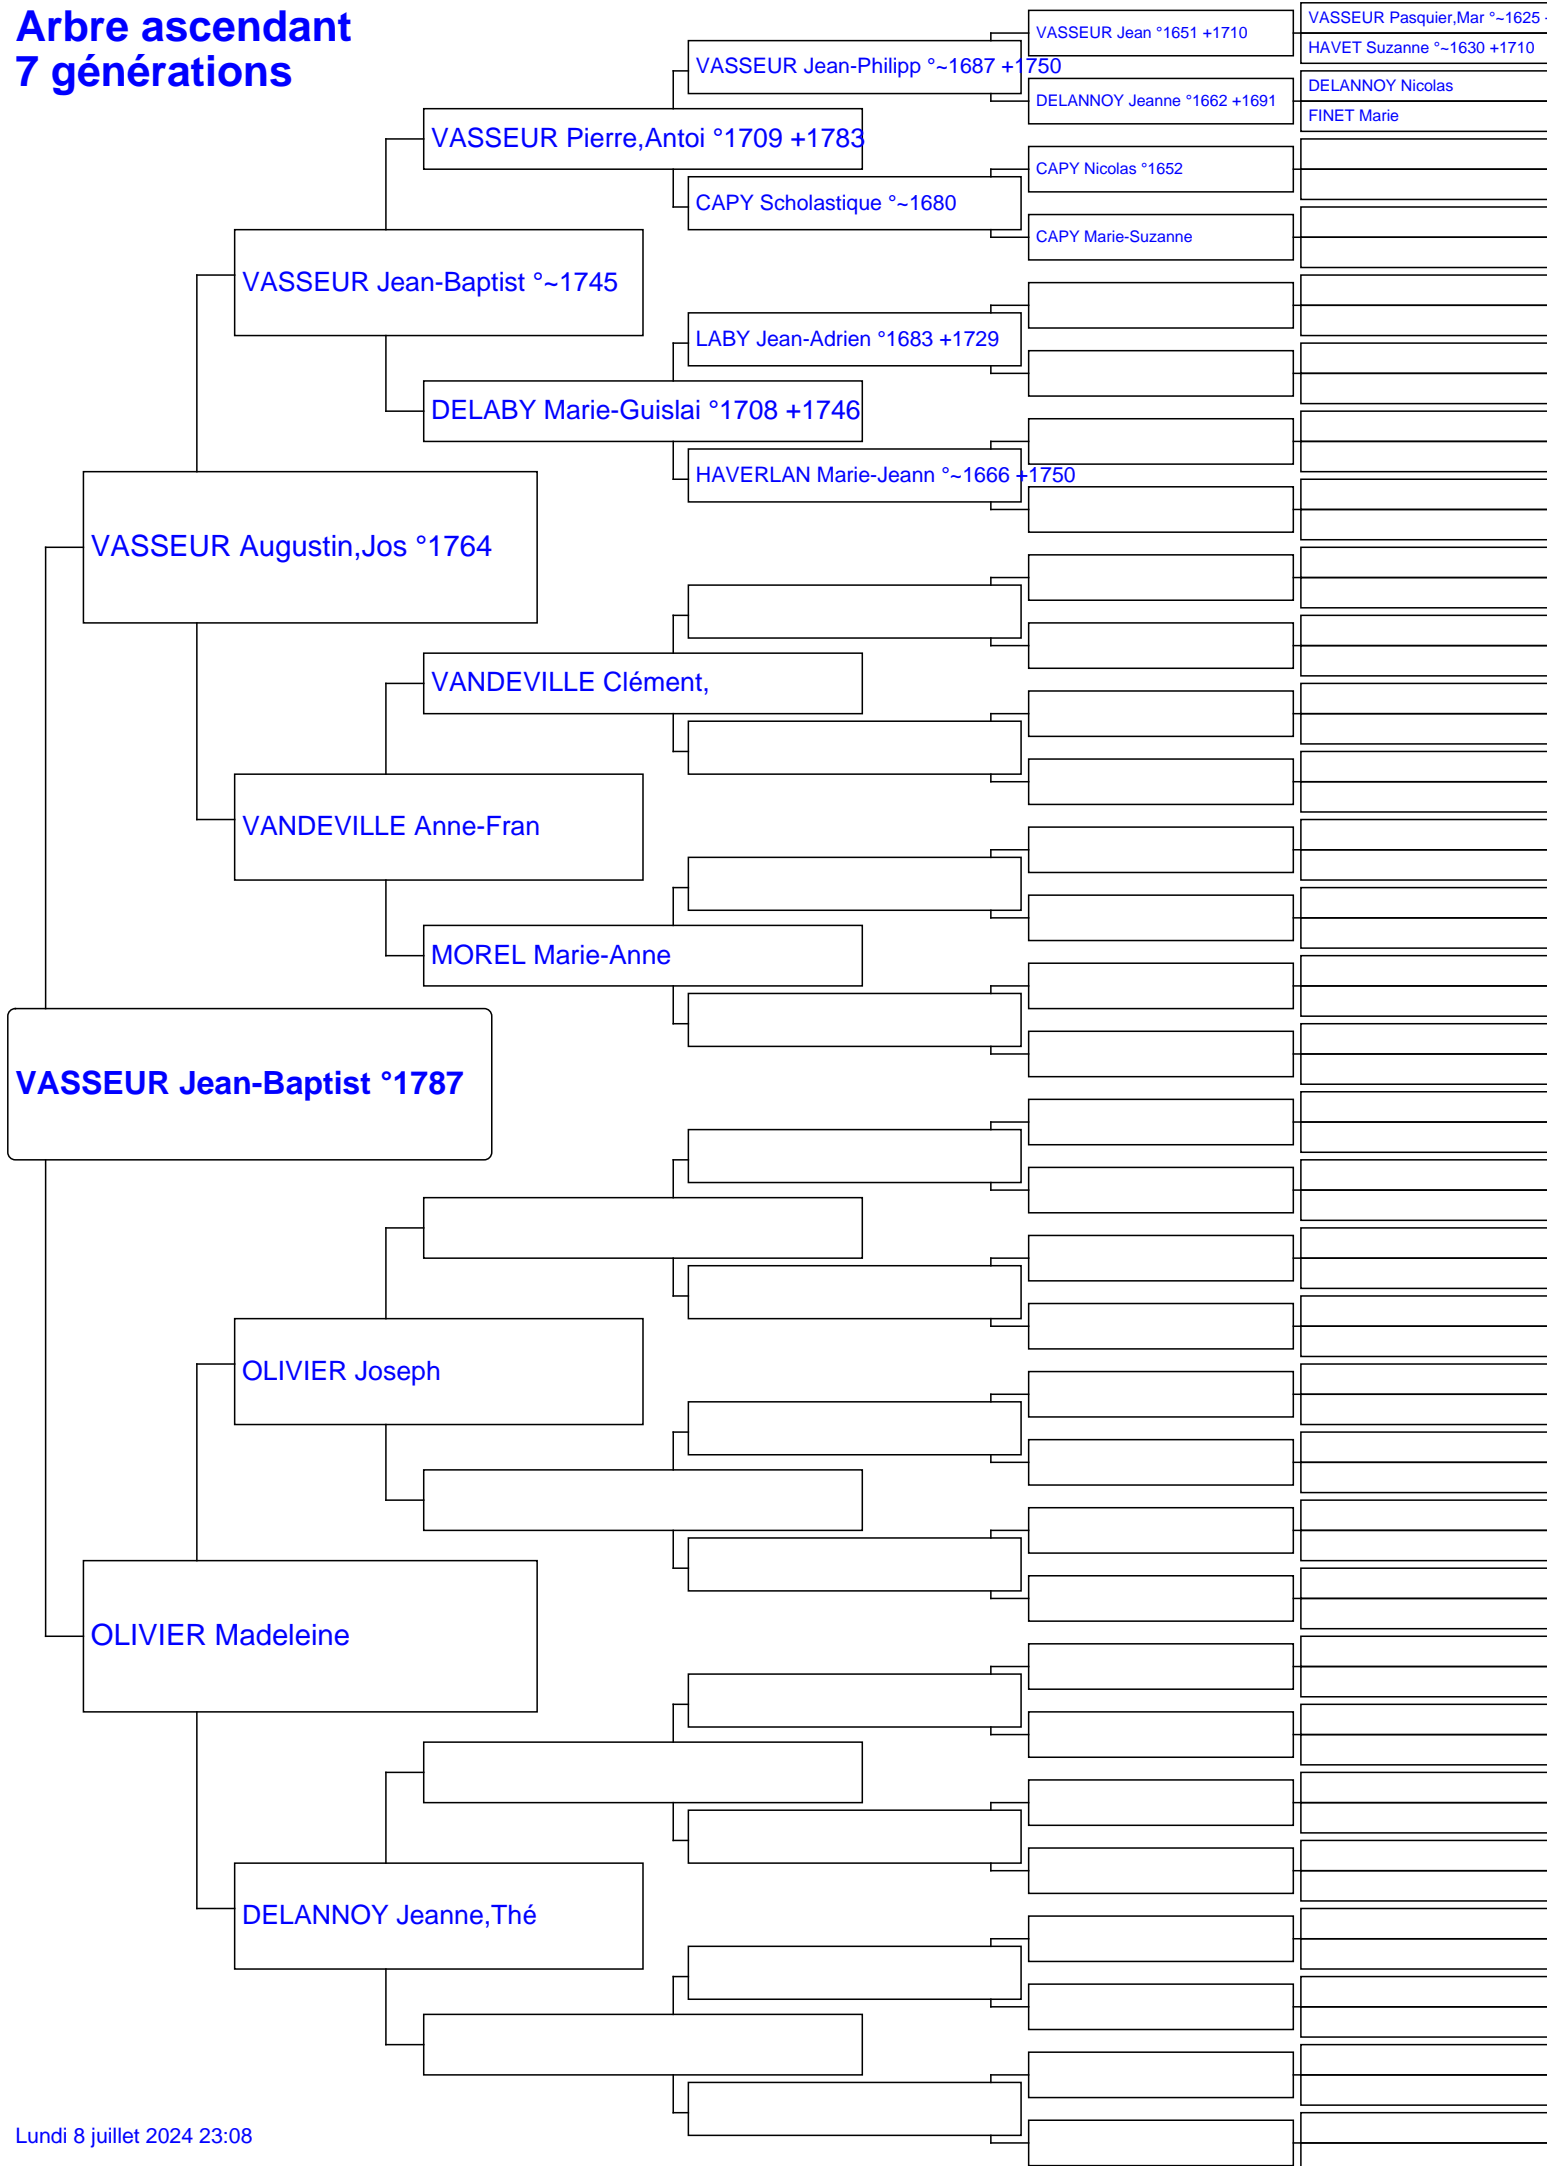 Arbre ascendant
7 générations
VASSEUR Jean °1651 +1710
VASSEUR Pasquier,Mar °~1625
HAVET Suzanne °~1630 +1710
VASSEUR Jean-Philipp °~1687 +1750
DELANNOY Jeanne °1662 +1691
DELANNOY Nicolas
FINET Marie
VASSEUR Pierre,Antoi °1709 +1783
CAPY Nicolas °1652
CAPY Scholastique °~1680
CAPY Marie-Suzanne
VASSEUR Jean-Baptist °~1745
LABY Jean-Adrien °1683 +1729
DELABY Marie-Guislai °1708 +1746
HAVERLAN Marie-Jeann °~1666 +1750
VASSEUR Augustin,Jos °1764
VANDEVILLE Clément,
VANDEVILLE Anne-Fran
MOREL Marie-Anne
VASSEUR Jean-Baptist °1787
OLIVIER Joseph
OLIVIER Madeleine
DELANNOY Jeanne,Thé
Lundi 8 juillet 2024 23:08